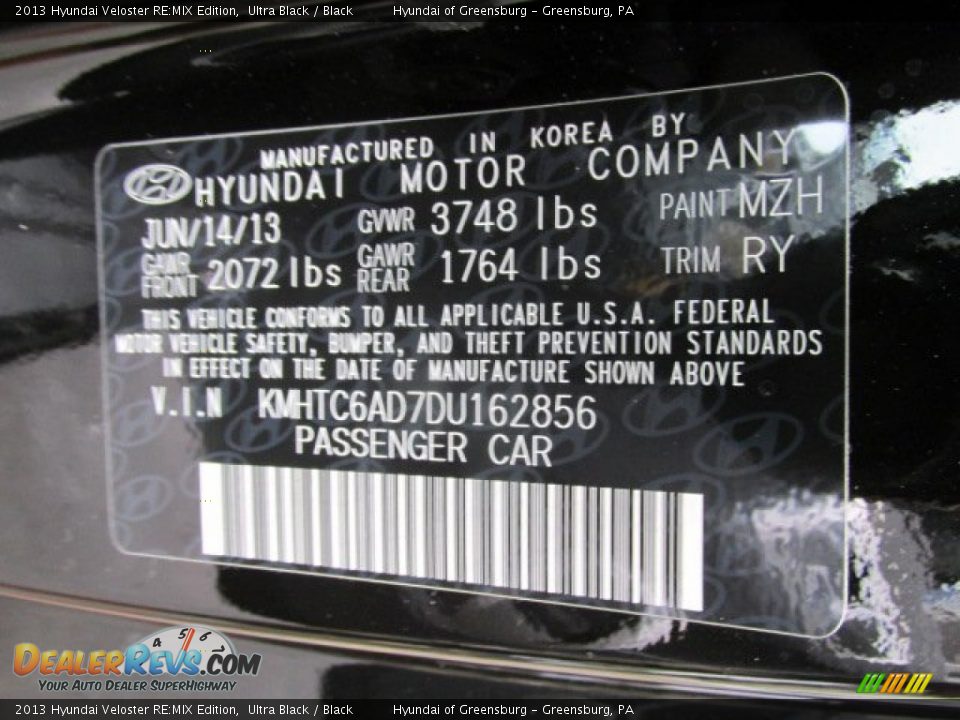 2013 Hyundai Veloster RE:MIX Edition, Ultra Black / Black Hyundai of Greensburg - Greensburg, PA
MANUFACTURED IN KOREA BY
HYUNDAI MOTOR COMPANY
JUN/14/13 GVWR 3748 lbs PAINT MZH
GAWR FRONT 2072 lbs GAWR REAR 1764 lbs TRIM RY
THIS VEHICLE CONFORMS TO ALL APPLICABLE U.S.A. FEDERAL
MOTOR VEHICLE SAFETY, BUMPER, AND THEFT PREVENTION STANDARDS
IN EFFECT ON THE DATE OF MANUFACTURE SHOWN ABOVE
V.I.N KMHTC6AD7DU162856
PASSENGER CAR
4 5 6
DEALERREVS.COM
YOUR AUTO DEALER SUPERHIGHWAY
2013 Hyundai Veloster RE:MIX Edition, Ultra Black / Black Hyundai of Greensburg - Greensburg, PA